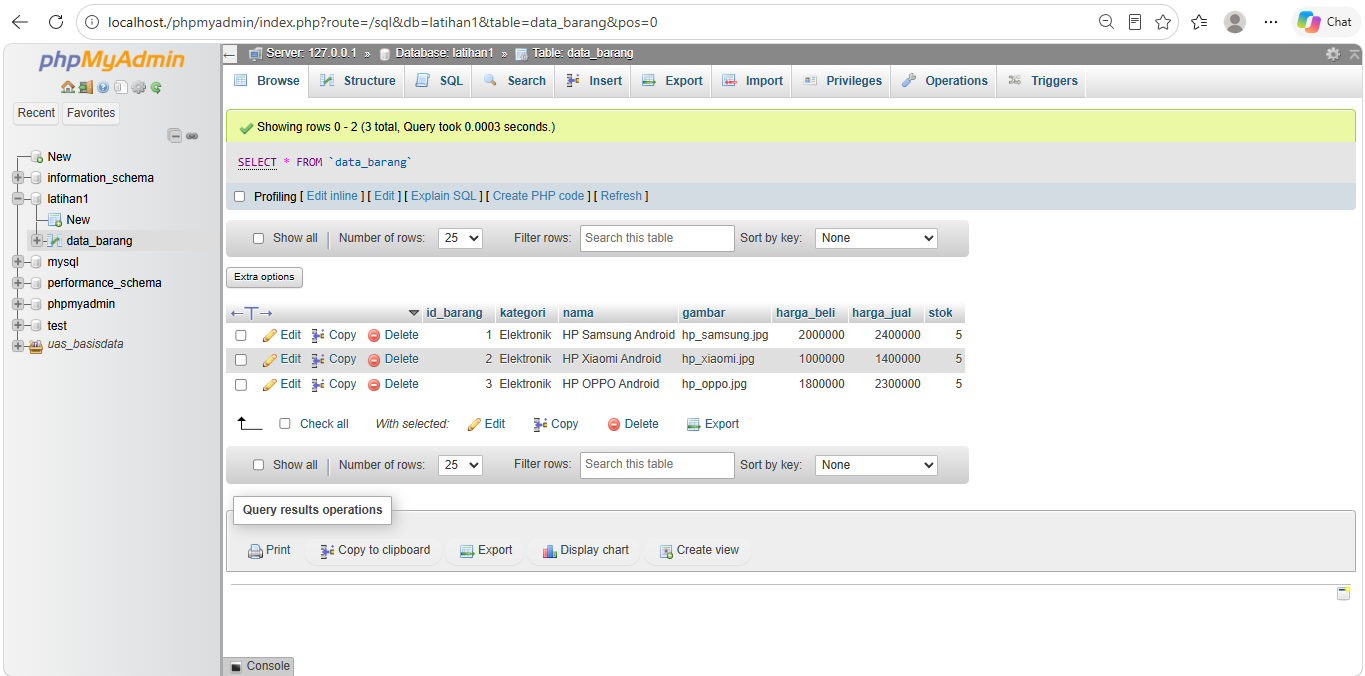 localhost./phpmyadmin/index.php?route=/sql&db=latihan1&table=data_barang&pos=0
Chat
phpMyAdmin
Recent Favorites
New
information_schema
latihan1
New
data_barang
mysql
performance_schema
phpmyadmin
test
uas_basisdata
Server: 127.0.0.1 » Database: latihan1 » Table: data_barang
Browse Structure SQL Search Insert Export Import Privileges Operations Triggers
Showing rows 0 - 2 (3 total, Query took 0.0003 seconds.)
SELECT * FROM `data_barang`
Profiling [ Edit inline ] [ Edit ] [ Explain SQL ] [ Create PHP code ] [ Refresh ]
Show all | Number of rows: 25 Filter rows: Search this table Sort by key: None
Extra options
←T→ id_barang kategori nama gambar harga_beli harga_jual stok
Edit Copy Delete 1 Elektronik HP Samsung Android hp_samsung.jpg 2000000 2400000 5
Edit Copy Delete 2 Elektronik HP Xiaomi Android hp_xiaomi.jpg 1000000 1400000 5
Edit Copy Delete 3 Elektronik HP OPPO Android hp_oppo.jpg 1800000 2300000 5
Check all With selected: Edit Copy Delete Export
Show all | Number of rows: 25 Filter rows: Search this table Sort by key: None
Query results operations
Print Copy to clipboard Export Display chart Create view
Console